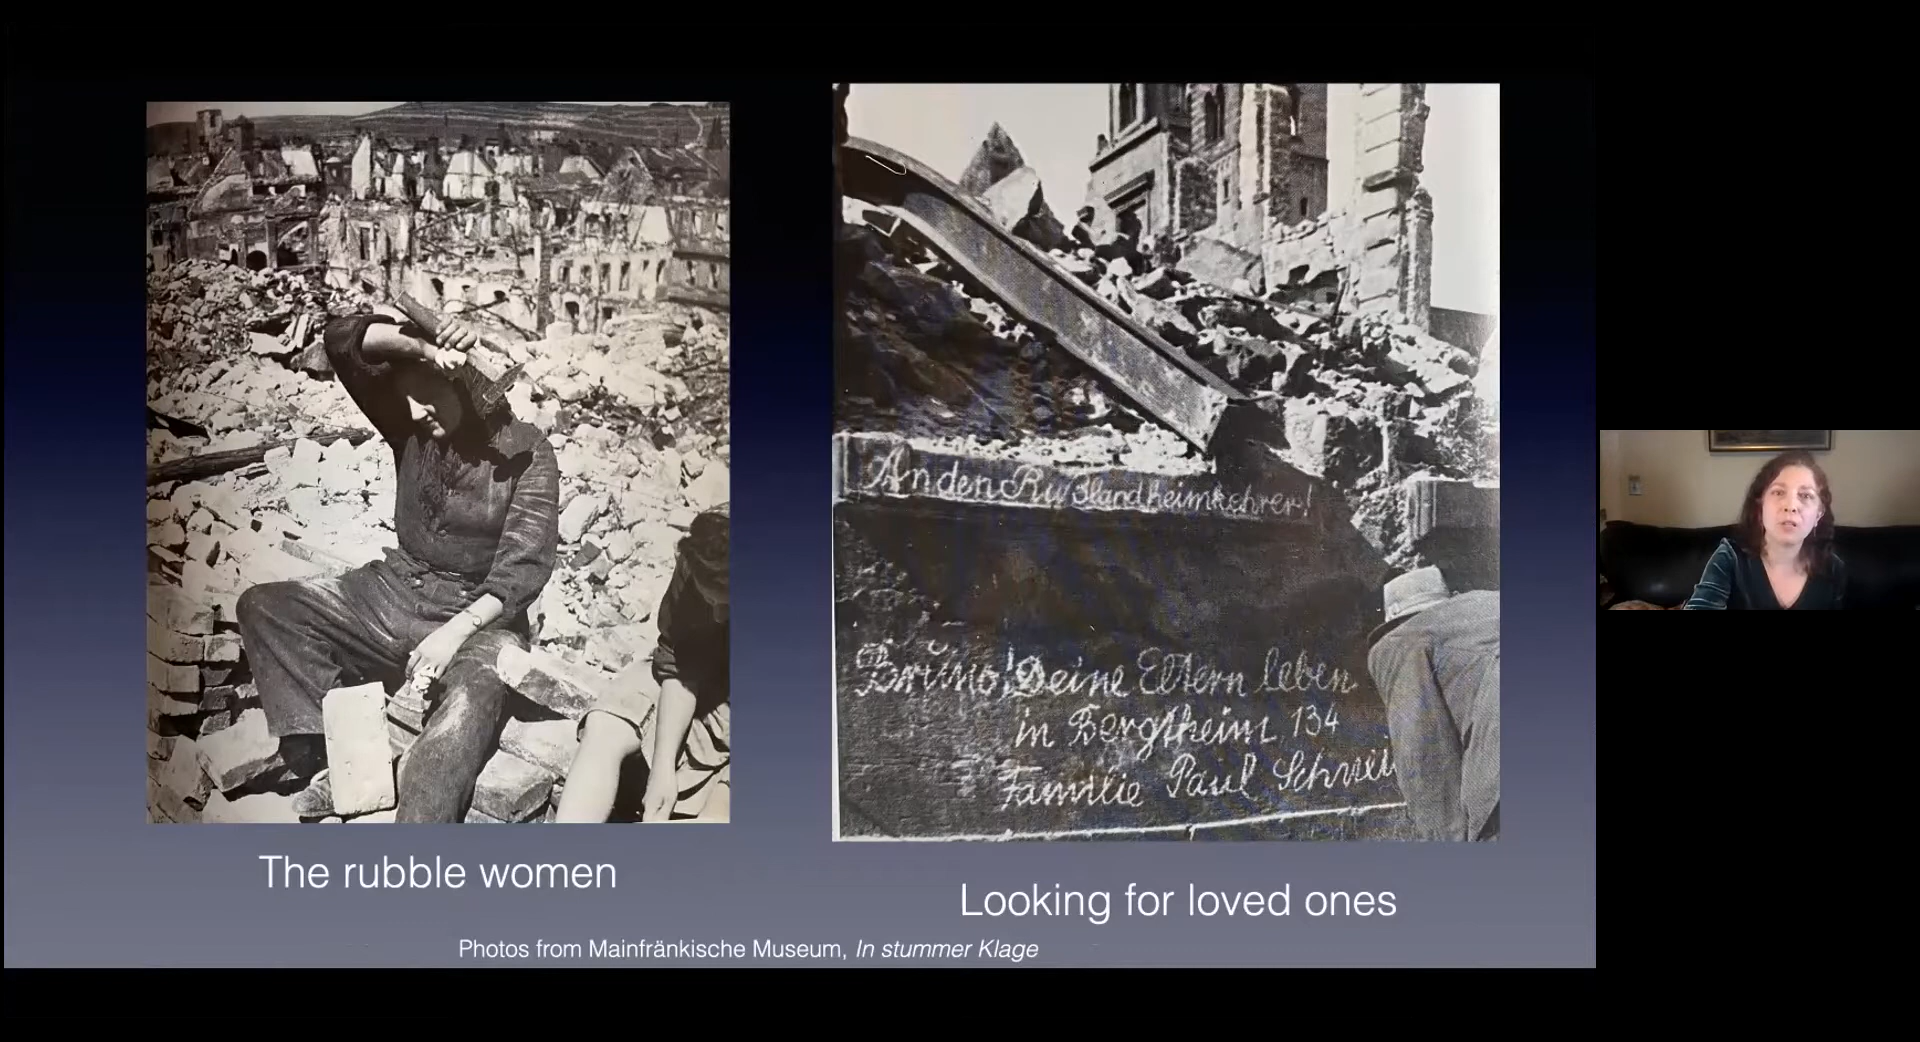 An den Rußlandheimkehrer!
Bruno! Deine Eltern leben
in Bergtheim 134
Familie Paul
The rubble women
Looking for loved ones
Photos from Mainfränkische Museum, In stummer Klage